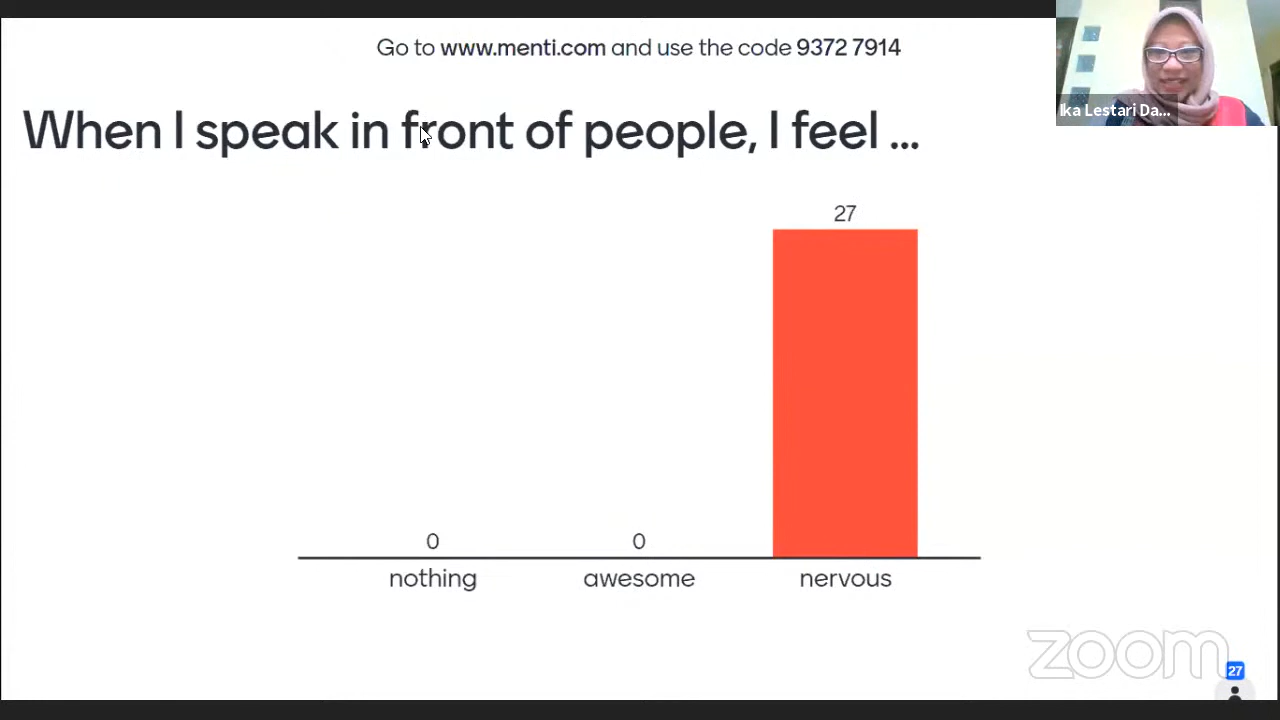 Go to www.menti.com and use the code 9372 7914
Ika Lestari Da...
When I speak in front of people, I feel ...
27
0
0
nothing
awesome
nervous
zoom
27